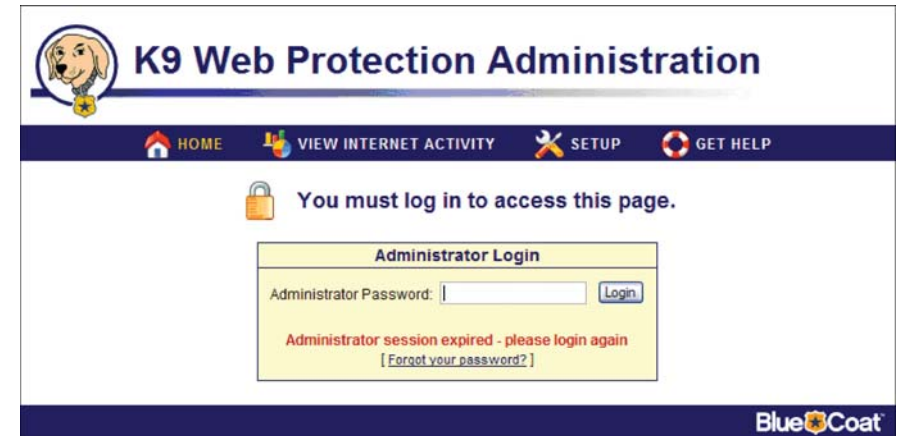 K9 Web Protection Administration
HOME VIEW INTERNET ACTIVITY SETUP GET HELP
You must log in to access this page.
Administrator Login
Administrator Password: Login
Administrator session expired - please login again
[ Forgot your password? ]
Blue Coat